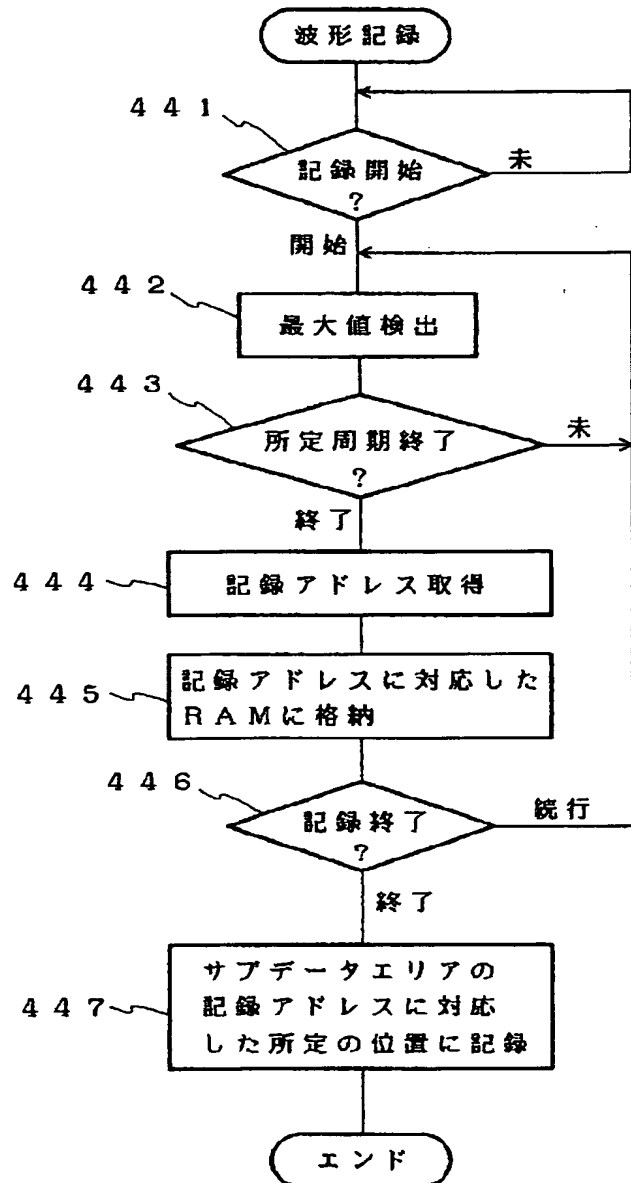 波形記録
441
記録開始
?
未
開始
442
最大値検出
443
所定周期終了
?
未
終了
444
記録アドレス取得
445
記録アドレスに対応した
RAMに格納
446
記録終了
?
続行
終了
447
サブデータエリアの
記録アドレスに対応
した所定の位置に記録
エンド